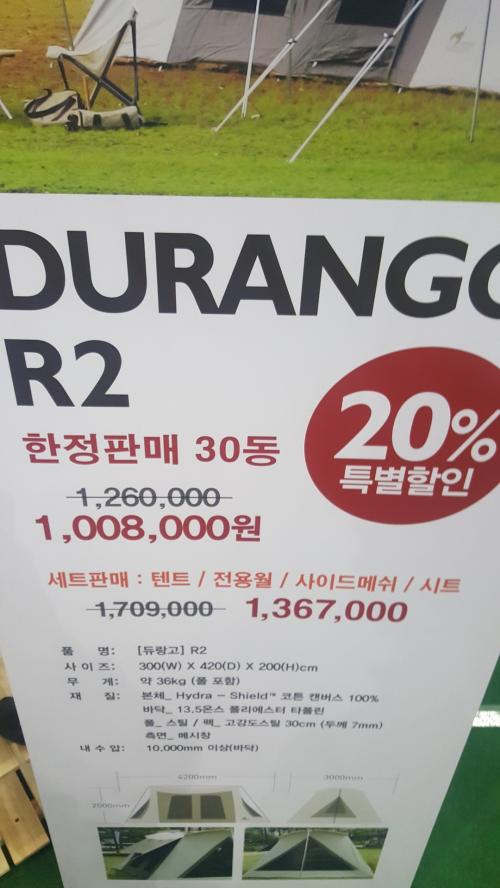 DURANGO
R2
한정판매 30동
20%
특별할인
1,260,000
1,008,000원
세트판매 : 텐트 / 전용월 / 사이드메쉬 / 시트
1,709,000 1,367,000
품 명: [듀랑고] R2
사 이 즈: 300(W) X 420(D) X 200(H)cm
무 게: 약 36kg (폴 포함)
재 질: 본체_ Hydra - Shield™ 코튼 캔버스 100%
바닥_ 13.5온스 폴리에스터 타폴린
폴_ 스틸 / 팩_ 고강도스틸 30cm (두께 7mm)
측면_ 메시창
내 수 압: 10,000mm 이상(바닥)
4200mm 3000mm
2000mm